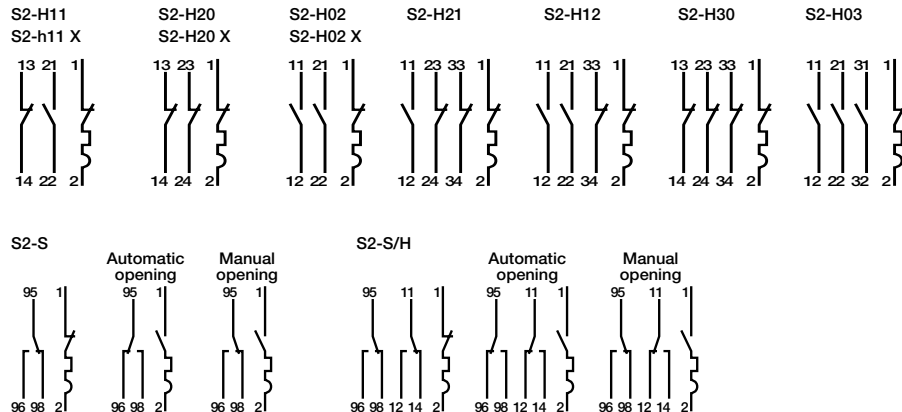 S2-H11 S2-H20 S2-H02 S2-H21 S2-H12 S2-H30 S2-H03
S2-h11 X S2-H20 X S2-H02 X
13 21 1 13 23 1 11 21 1 11 23 33 1 11 21 33 1 13 23 33 1 11 21 31 1
14 22 2 14 24 2 12 22 2 12 24 34 2 12 22 34 2 14 24 34 2 12 22 32 2
S2-S S2-S/H
Automatic Manual Automatic Manual
opening opening opening opening
95 1 95 1 95 1 95 11 1 95 11 1 95 11 1
96 98 2 96 98 2 96 98 2 96 98 12 14 2 96 98 12 14 2 96 98 12 14 2